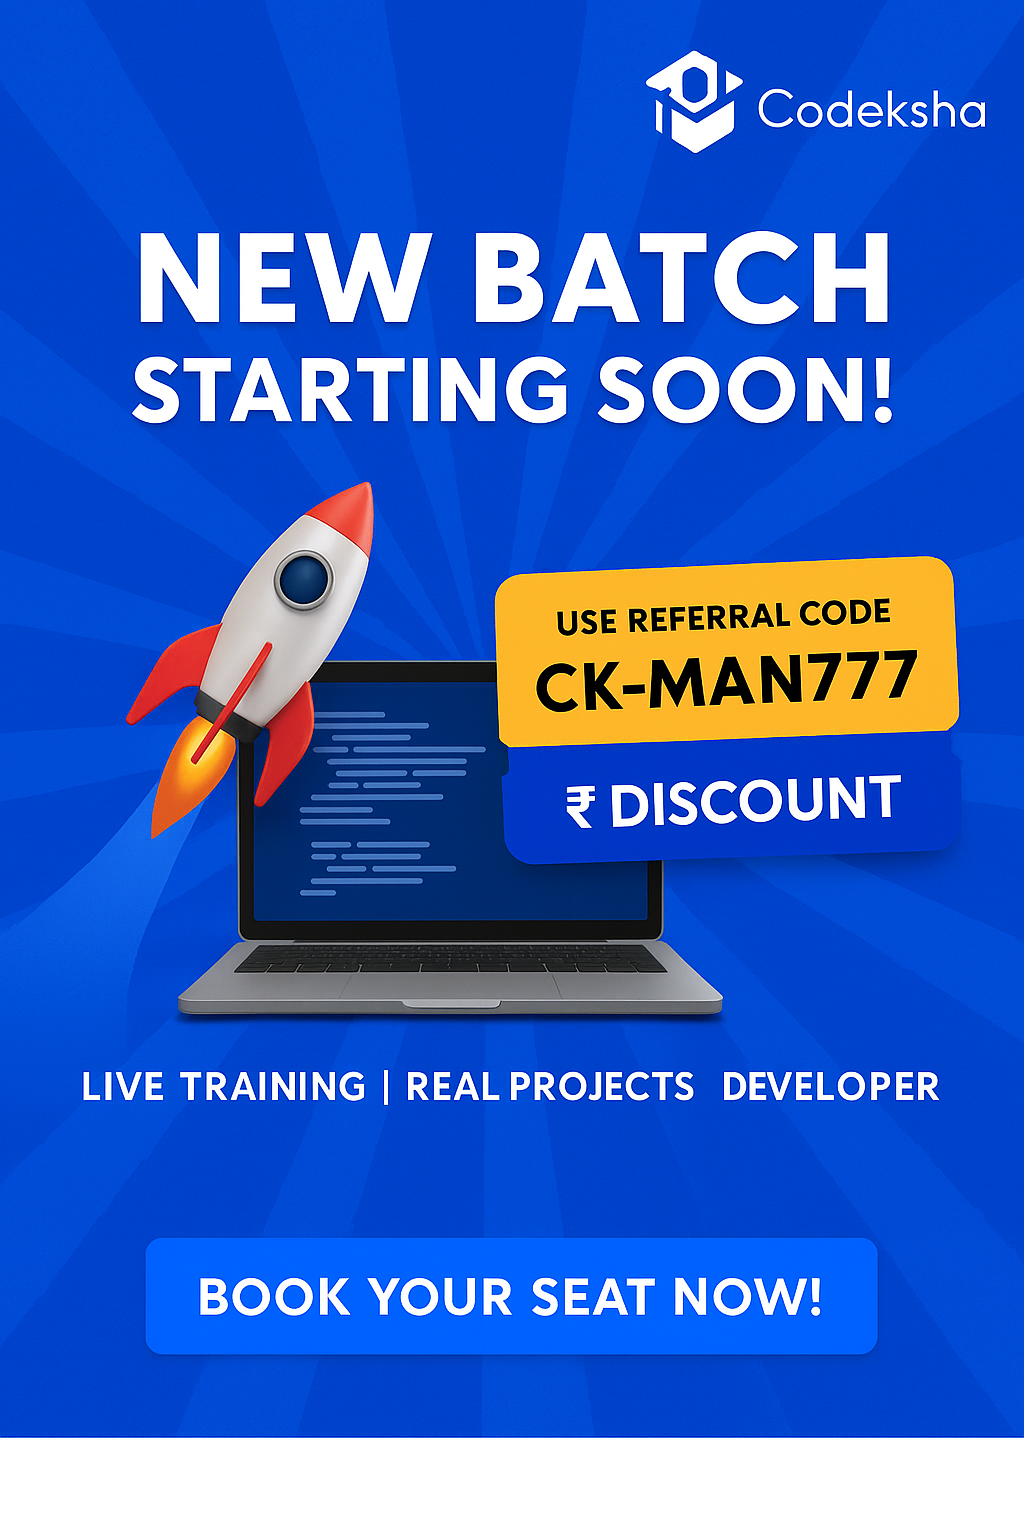 Codeksha
NEW BATCH
STARTING SOON!
USE REFERRAL CODE
CK-MAN777
₹ DISCOUNT
LIVE TRAINING | REAL PROJECTS DEVELOPER
BOOK YOUR SEAT NOW!